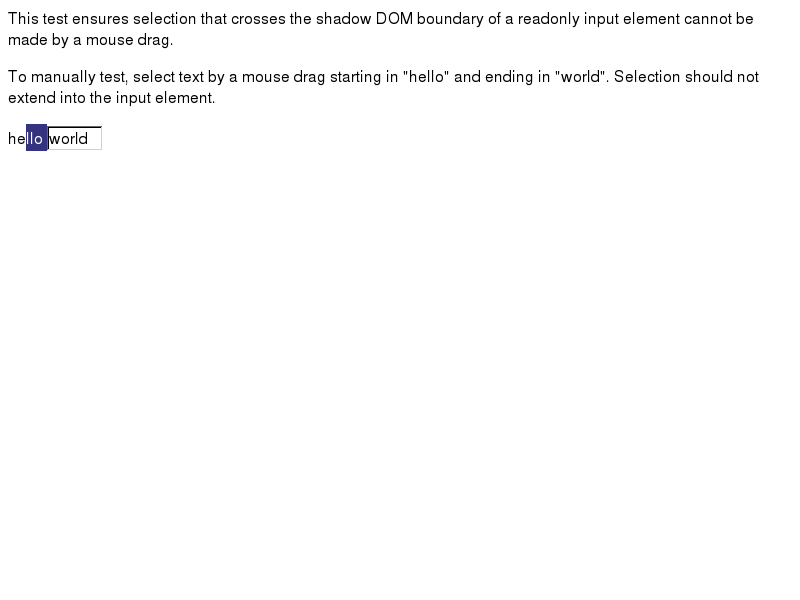 This test ensures selection that crosses the shadow DOM boundary of a readonly input element cannot be
made by a mouse drag.
To manually test, select text by a mouse drag starting in "hello" and ending in "world". Selection should not
extend into the input element.
hello world